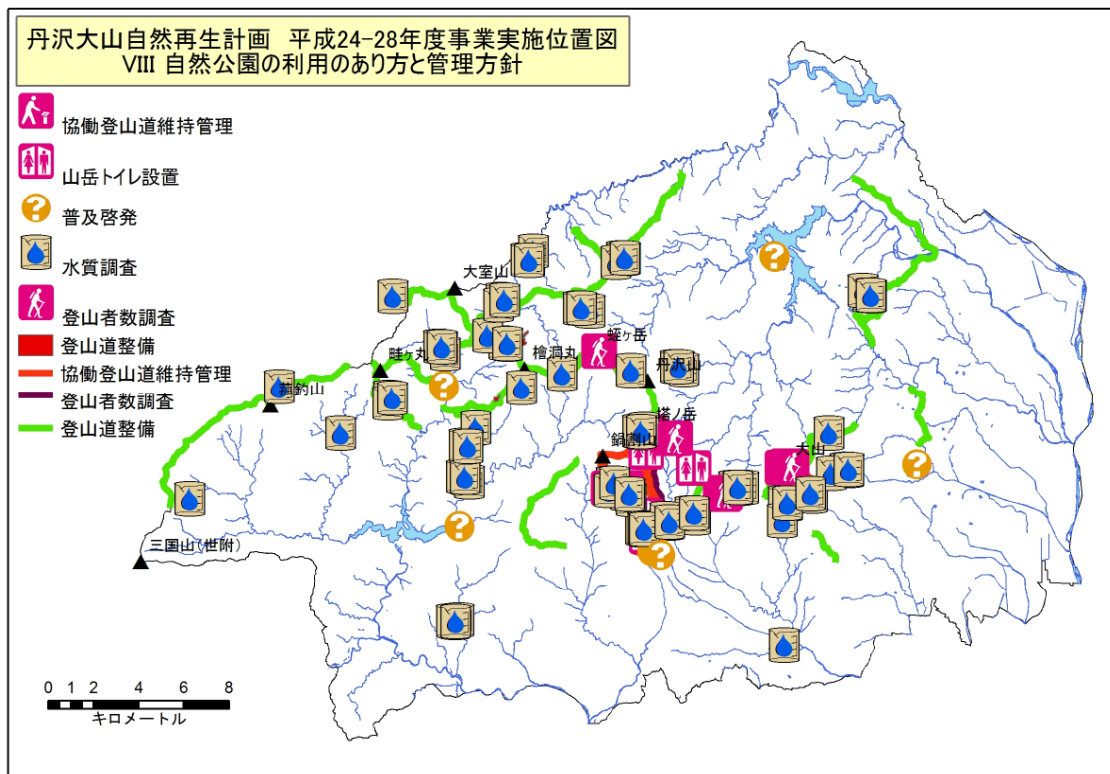 丹沢大山自然再生計画 平成24-28年度事業実施位置図
VIII 自然公園の利用のあり方と管理方針
協働登山道維持管理
山岳トイレ設置
普及啓発
水質調査
登山者数調査
登山道整備
協働登山道維持管理
登山者数調査
登山道整備
大室山
蛭ヶ岳
畦ヶ丸
檜洞丸
丹沢山
菰釣山
塔ノ岳
鍋割山
大山
三国山(世附)
0 1 2 4 6 8
キロメートル